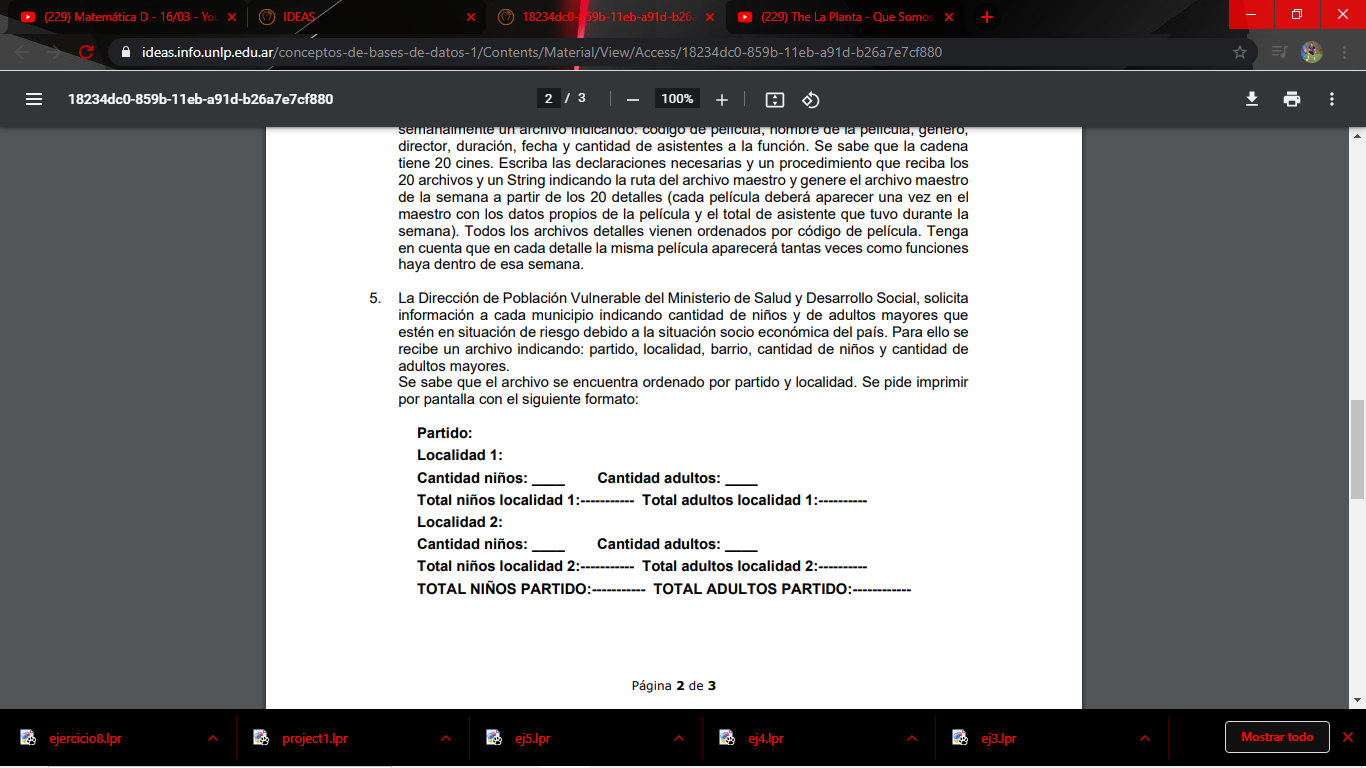 (229) Matemática D - 16/03 - You
IDEAS
18234dc0-859b-11eb-a91d-b26a
(229) The La Planta - Que Somos
ideas.info.unlp.edu.ar/conceptos-de-bases-de-datos-1/Contents/Material/View/Access/18234dc0-859b-11eb-a91d-b26a7e7cf880
18234dc0-859b-11eb-a91d-b26a7e7cf880
2 / 3
100%
semanalmente un archivo indicando: código de película, nombre de la película, género,
director, duración, fecha y cantidad de asistentes a la función. Se sabe que la cadena
tiene 20 cines. Escriba las declaraciones necesarias y un procedimiento que reciba los
20 archivos y un String indicando la ruta del archivo maestro y genere el archivo maestro
de la semana a partir de los 20 detalles (cada película deberá aparecer una vez en el
maestro con los datos propios de la película y el total de asistente que tuvo durante la
semana). Todos los archivos detalles vienen ordenados por código de película. Tenga
en cuenta que en cada detalle la misma película aparecerá tantas veces como funciones
haya dentro de esa semana.
5. La Dirección de Población Vulnerable del Ministerio de Salud y Desarrollo Social, solicita
información a cada municipio indicando cantidad de niños y de adultos mayores que
estén en situación de riesgo debido a la situación socio económica del país. Para ello se
recibe un archivo indicando: partido, localidad, barrio, cantidad de niños y cantidad de
adultos mayores.
Se sabe que el archivo se encuentra ordenado por partido y localidad. Se pide imprimir
por pantalla con el siguiente formato:
Partido:
Localidad 1:
Cantidad niños: ____ Cantidad adultos: ____
Total niños localidad 1:----------- Total adultos localidad 1:----------
Localidad 2:
Cantidad niños: ____ Cantidad adultos: ____
Total niños localidad 2:----------- Total adultos localidad 2:----------
TOTAL NIÑOS PARTIDO:----------- TOTAL ADULTOS PARTIDO:------------
Página 2 de 3
ejercicio8.lpr
project1.lpr
ej5.lpr
ej4.lpr
ej3.lpr
Mostrar todo